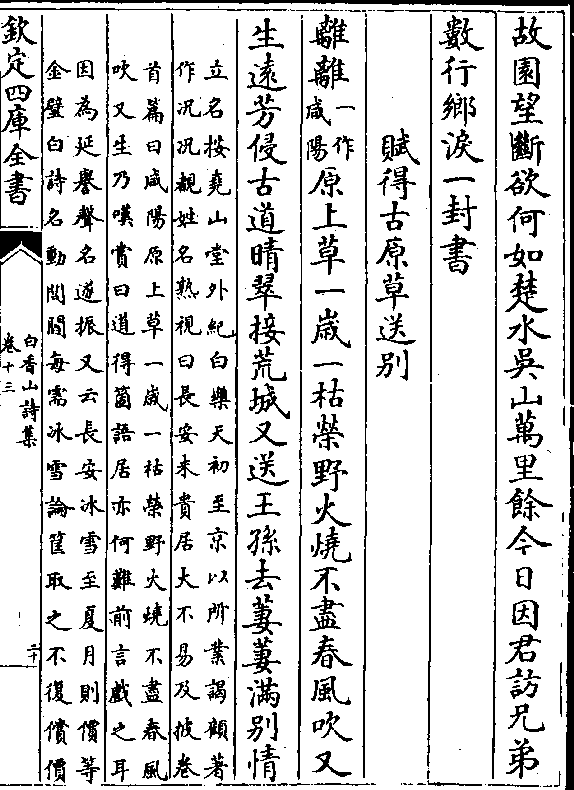 故園望斷欲何如楚水吳山萬里餘今日因君訪兄弟
數行鄉淚一封書
賦得古原草送别
離離一作咸陽原上草一嵗一枯榮野火燒不盡春風吹又
生遠芳侵古道晴翠接荒城又送王孫去萋萋滿别情
立名按堯山堂外紀白樂天初至京以所業謁顧著
作況況覩姓名熟視曰長安米貴居大不易及披卷
首篇曰咸陽原上草一嵗一枯榮野火燒不盡春風
吹又生乃嘆賞曰道得箇語居亦何難前言戲之耳
因為延譽聲名遂振又云長安冰雪至夏月則價等
金璧白詩名動閭閻每需冰雪論筐取之不復償價
欽定四庫全書
白香山詩集
卷十三
二十